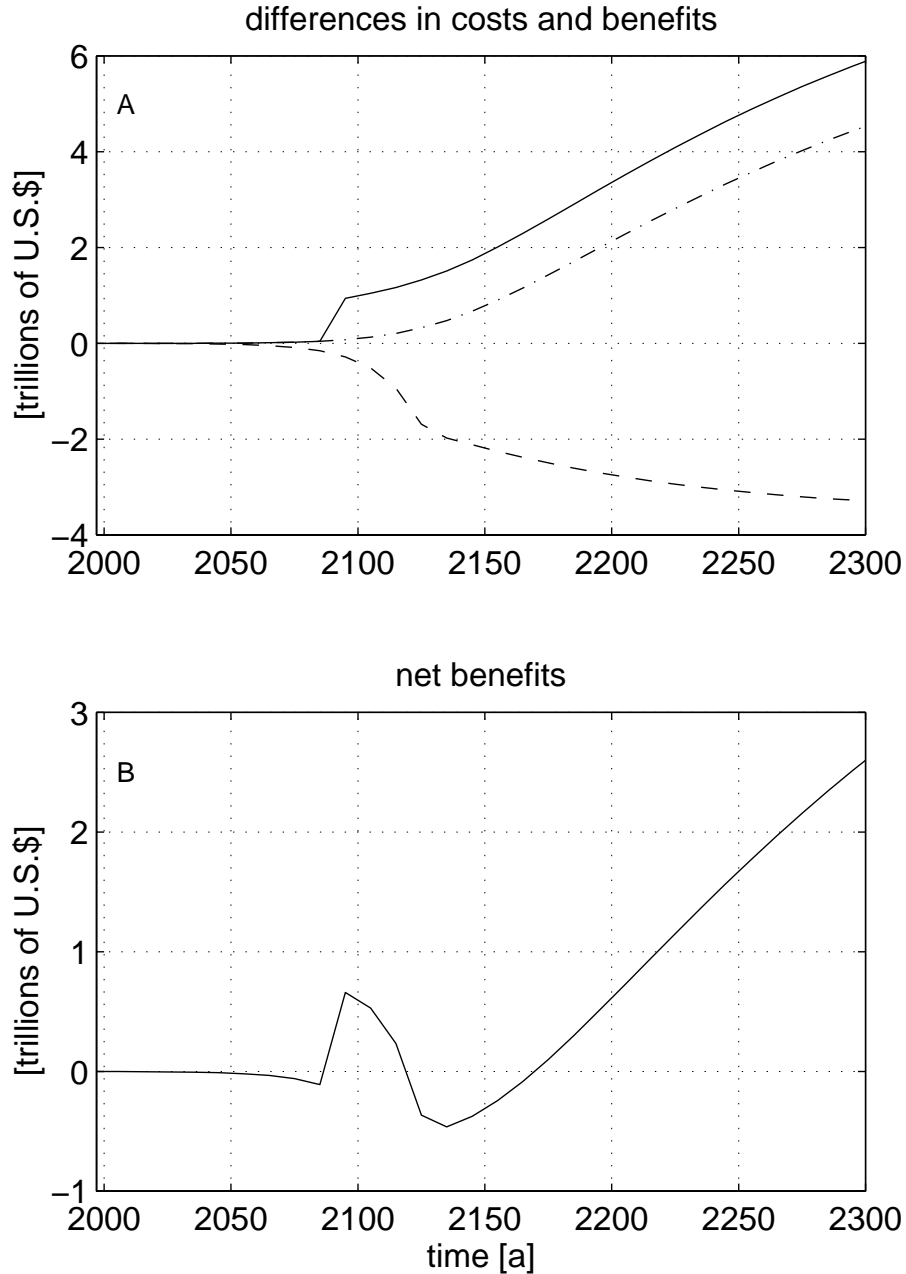 differences in costs and benefits
6
A
4
2
0
−2
−4
[trillions of U.S.$]
2000 2050 2100 2150 2200 2250 2300
net benefits
3
B
2
1
0
−1
[trillions of U.S.$]
2000 2050 2100 2150 2200 2250 2300
time [a]